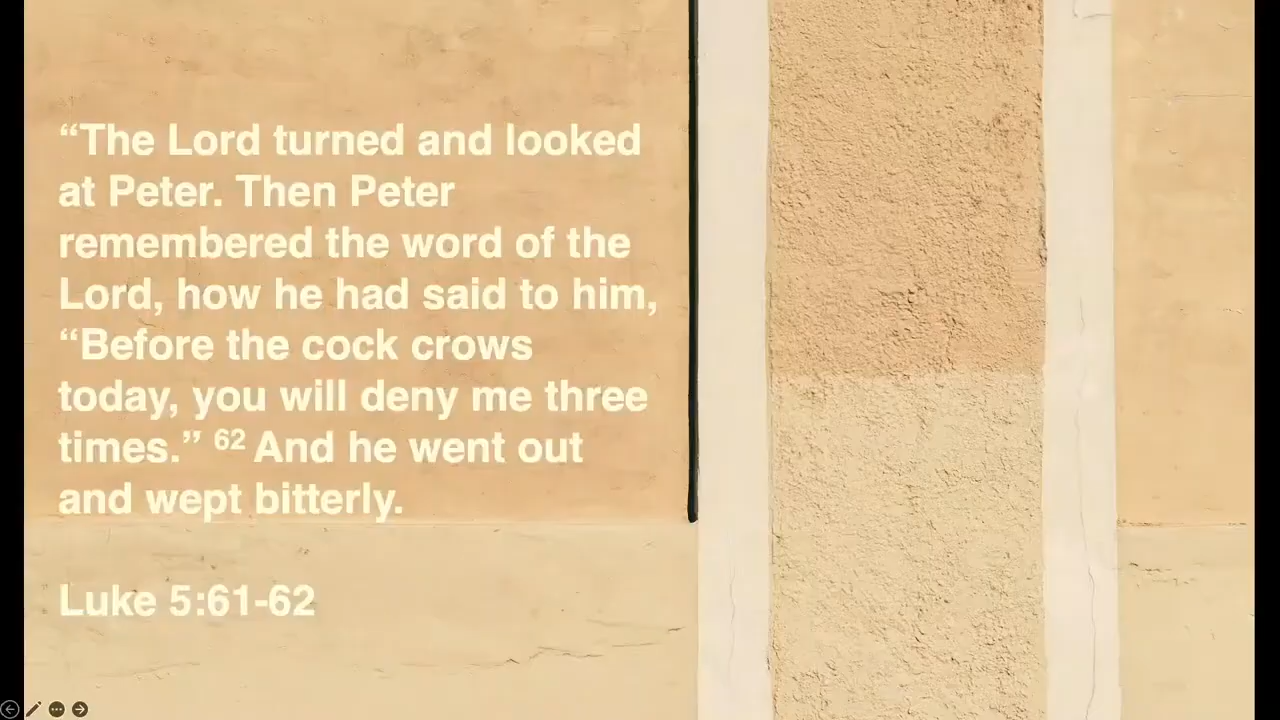 “The Lord turned and looked
at Peter. Then Peter
remembered the word of the
Lord, how he had said to him,
“Before the cock crows
today, you will deny me three
times.” 62 And he went out
and wept bitterly.
Luke 5:61-62